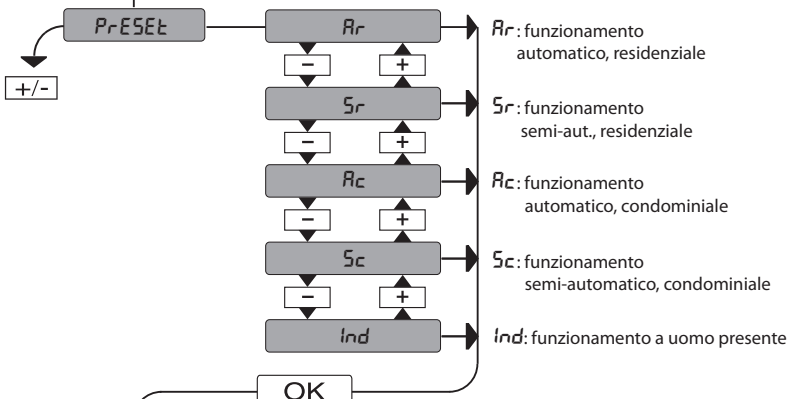 PrESEt
Ar
Ar: funzionamento
automatico, residenziale
+/-
- +
Sr
Sr: funzionamento
semi-aut., residenziale
- +
Ac
Ac: funzionamento
automatico, condominiale
- +
Sc
Sc: funzionamento
semi-automatico, condominiale
- +
Ind
Ind: funzionamento a uomo presente
OK